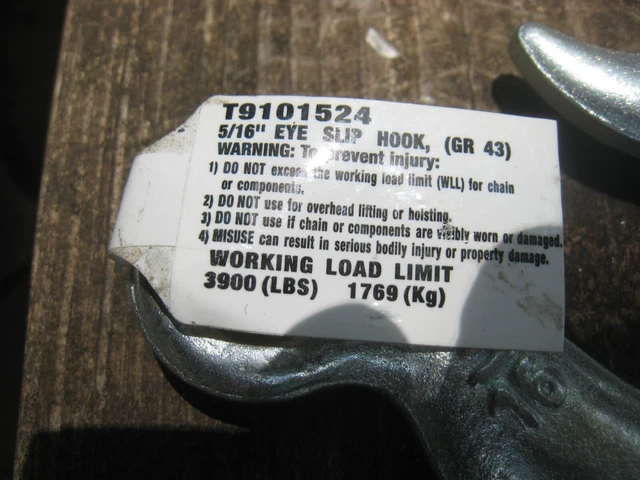 T9101524
5/16" EYE SLIP HOOK, (GR 43)
WARNING: To prevent injury:
1) DO NOT exceed the working load limit (WLL) for chain
or components.
2) DO NOT use for overhead lifting or hoisting.
3) DO NOT use if chain or components are visibly worn or damaged.
4) MISUSE can result in serious bodily injury or property damage.
WORKING LOAD LIMIT
3900 (LBS) 1769 (Kg)
16